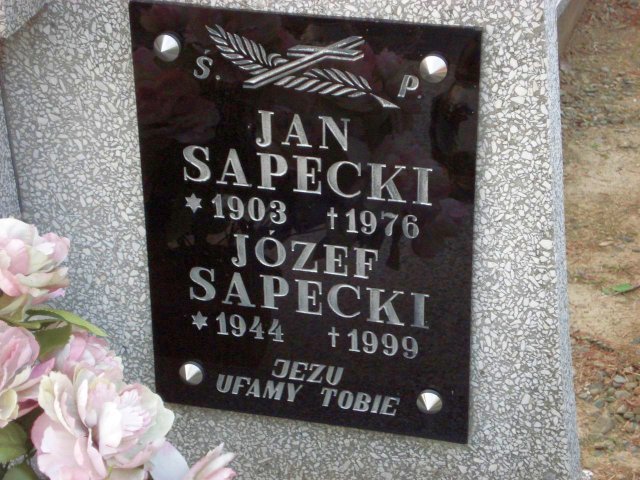 Ś. P.
JAN
SAPECKI
* 1903 † 1976
JÓZEF
SAPECKI
* 1944 † 1999
JEZU
UFAMY TOBIE